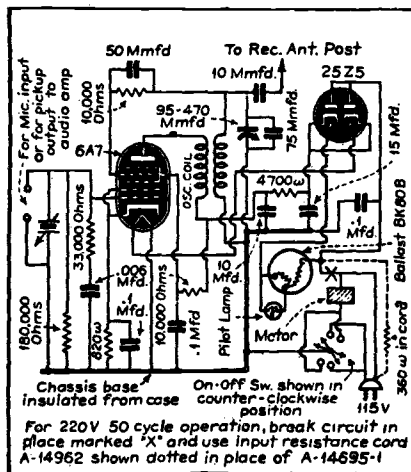 50 Mmfd
To Rec. Ant. Post
10 Mmfd.
25Z5
10,000 Ohms
95-470 Mmfd
75 Mmfd.
15 Mfd.
For Mic. input
or for pickup
output to
audio amp
6A7
OSC. COIL
4700ω
Ballast BK80B
33,000 Ohms
.006 Mfd.
10 Mfd.
.1 Mfd.
180,000 Ohms
820ω
.1 Mfd.
10,000 Ohms
.1 Mfd
Pilot Lamp
X
Motor
360ω in cord
Chassis base
insulated from case
On-Off Sw. shown in
counter-clockwise
position
115V
For 220V 50 cycle operation, break circuit in
place marked "X" and use input resistance cord
A-14962 shown dotted in place of A-14695-1